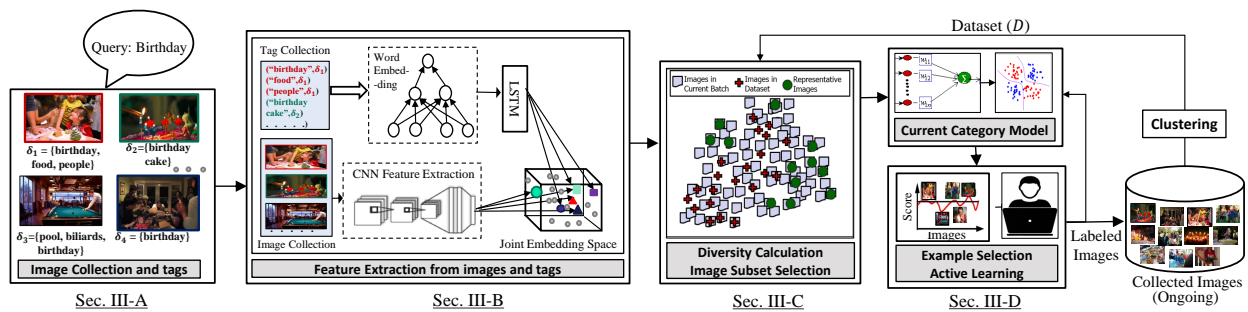 Query: Birthday
δ₁ = {birthday,
food, people}
δ₂={birthday
cake}
δ₃={pool, biliards,
birthday}
δ₄ = {birthday}
Image Collection and tags
Sec. III-A
Tag Collection
("birthday",δ₁)
("food",δ₁)
("people",δ₁)
("birthday
cake",δ₂)
. . . . .)
Word
Embed-
ding
LSTM
CNN Feature Extraction
Image Collection
Joint Embedding Space
Feature Extraction from images and tags
Sec. III-B
Images in
Current Batch
Images in
Dataset
Representative
Images
Diversity Calculation
Image Subset Selection
Sec. III-C
Dataset (D)
Σ
Current Category Model
Score
Images
Example Selection
Active Learning
Sec. III-D
Clustering
Labeled
Images
Collected Images
(Ongoing)